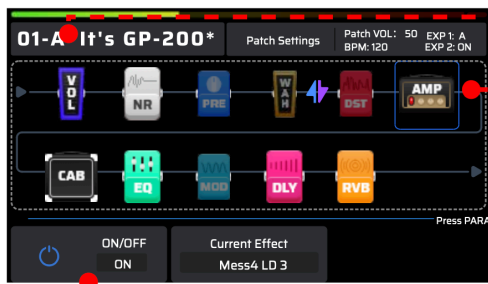 01-A It's GP-200*
Patch Settings
Patch VOL: 50 EXP 1: A
BPM: 120 EXP 2: ON
VOL
NR
PRE
WAH
DST
AMP
CAB
EQ
MOD
DLY
RVB
Press PARA
ON/OFF
ON
Current Effect
Mess4 LD 3